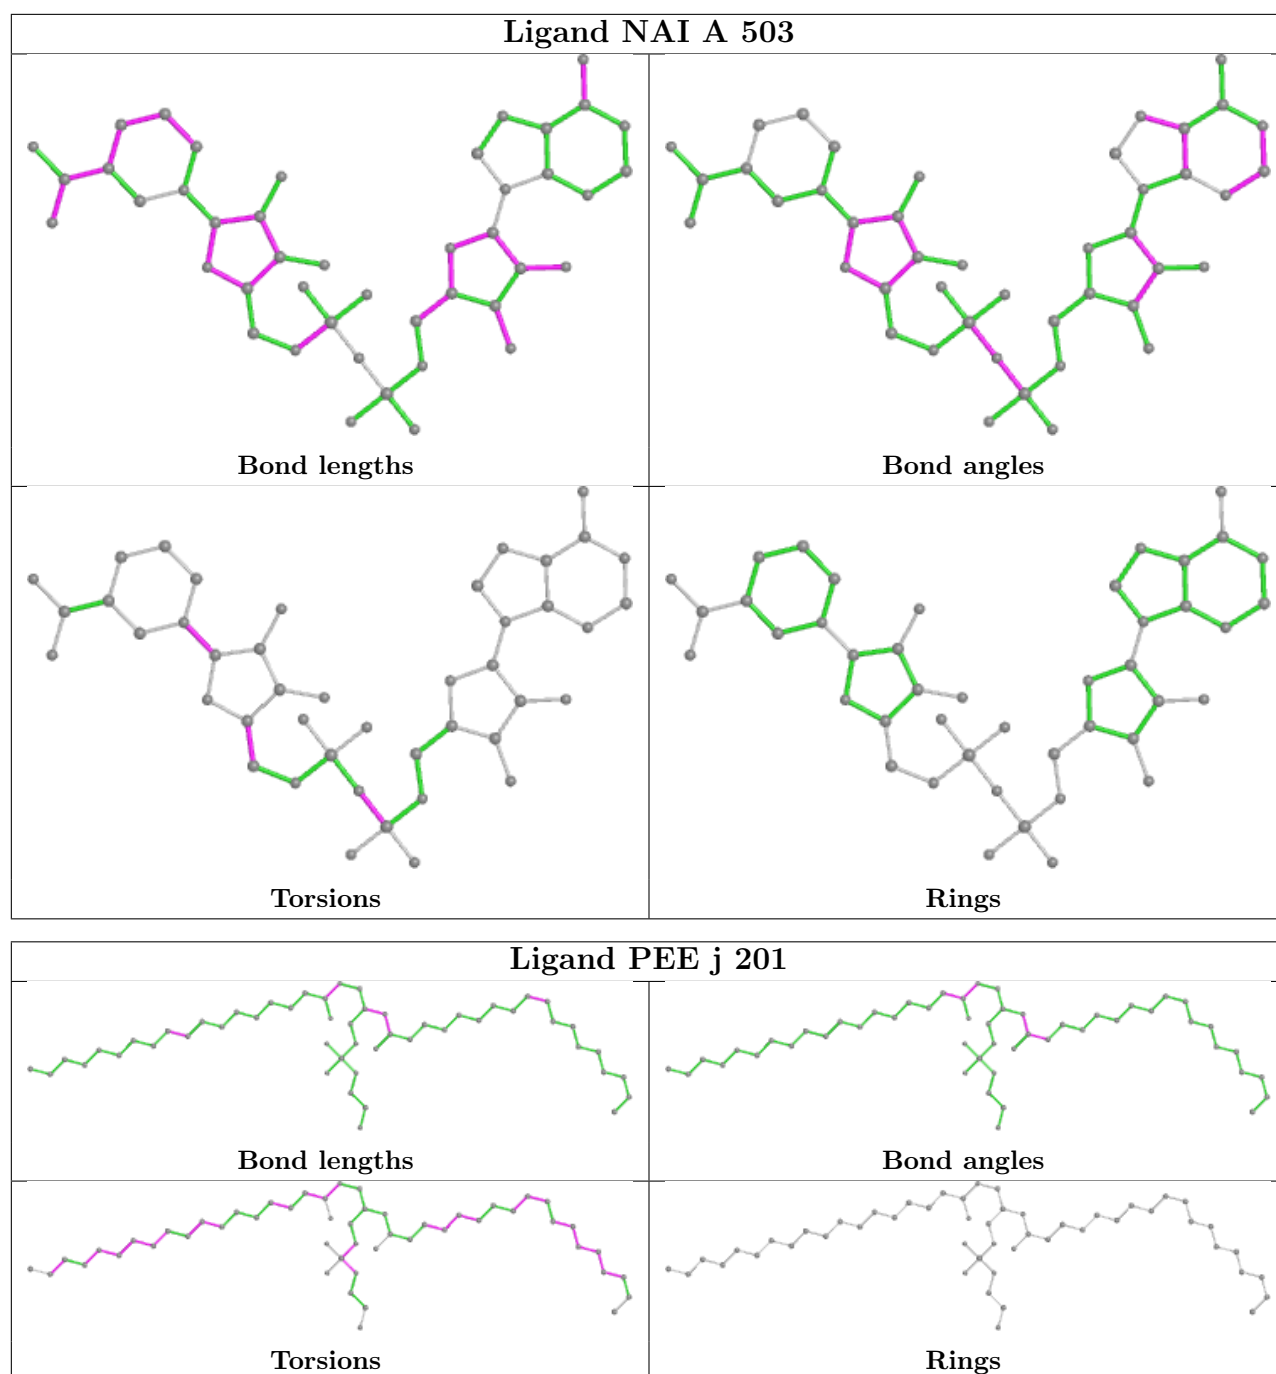 Ligand NAI A 503
Bond lengths
Bond angles
Torsions
Rings
Ligand PEE j 201
Bond lengths
Bond angles
Torsions
Rings